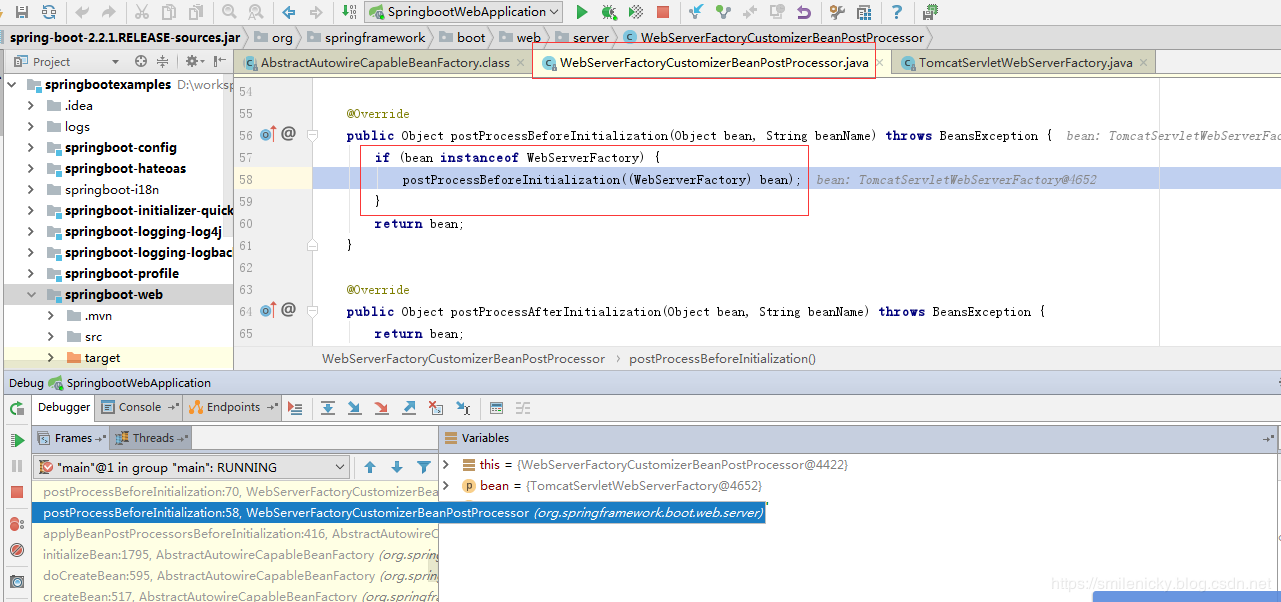 SpringbootWebApplication
spring-boot-2.2.1.RELEASE-sources.jar org springframework boot web server WebServerFactoryCustomizerBeanPostProcessor
Project
AbstractAutowireCapableBeanFactory.class WebServerFactoryCustomizerBeanPostProcessor.java TomcatServletWebServerFactory.java
springbootexamples D:\worksp
.idea
logs
springboot-config
springboot-hateoas
springboot-i18n
springboot-initializer-quick
springboot-logging-log4j
springboot-logging-logbac
springboot-profile
springboot-web
.mvn
src
target
54
55 @Override
56 public Object postProcessBeforeInitialization(Object bean, String beanName) throws BeansException { bean: TomcatServletWebServerFac
57 if (bean instanceof WebServerFactory) {
58 postProcessBeforeInitialization((WebServerFactory) bean); bean: TomcatServletWebServerFactory@4652
59 }
60 return bean;
61 }
62
63 @Override
64 public Object postProcessAfterInitialization(Object bean, String beanName) throws BeansException {
65 return bean;
WebServerFactoryCustomizerBeanPostProcessor › postProcessBeforeInitialization()
Debug SpringbootWebApplication
Debugger Console Endpoints
Frames Threads
Variables
"main"@1 in group "main": RUNNING
this = {WebServerFactoryCustomizerBeanPostProcessor@4422}
bean = {TomcatServletWebServerFactory@4652}
postProcessBeforeInitialization:70, WebServerFactoryCustomizerBea
postProcessBeforeInitialization:58, WebServerFactoryCustomizerBeanPostProcessor (org.springframework.boot.web.server)
applyBeanPostProcessorsBeforeInitialization:416, AbstractAutowireC
initializeBean:1795, AbstractAutowireCapableBeanFactory (org.spring
doCreateBean:595, AbstractAutowireCapableBeanFactory (org.spring
createBean:517, AbstractAutowireCapableBeanFactory (org.springfr
https://smilenicky.blog.csdn.net